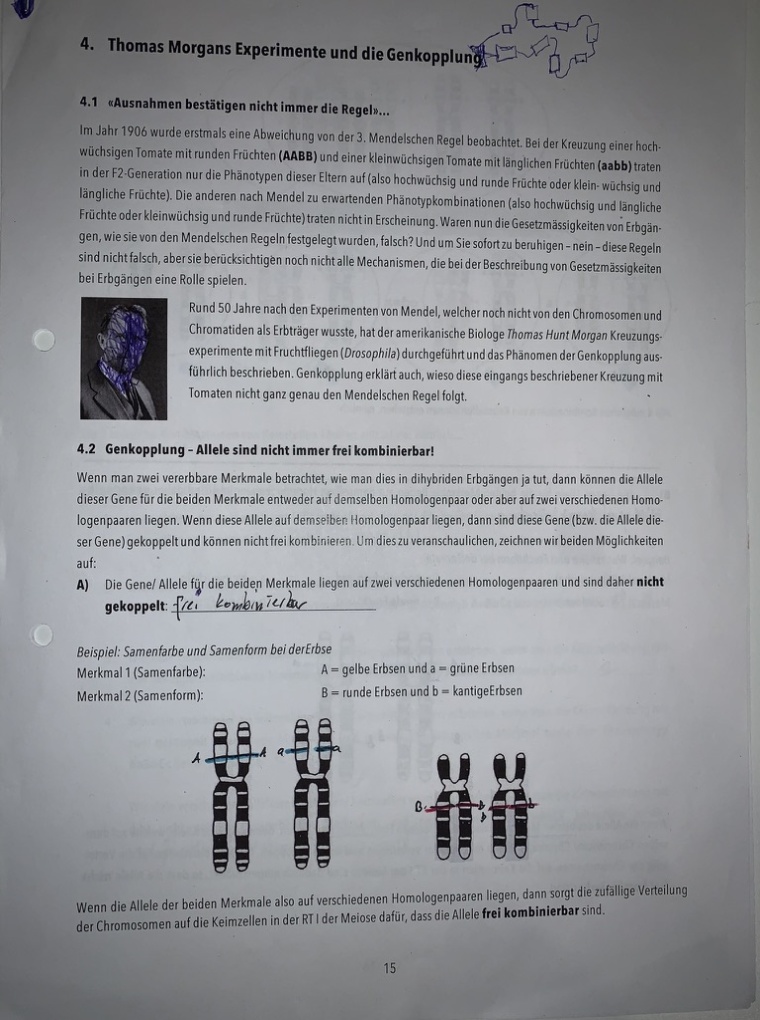 4. Thomas Morgans Experimente und die Genkopplung
4.1 «Ausnahmen bestätigen nicht immer die Regel»...
Im Jahr 1906 wurde erstmals eine Abweichung von der 3. Mendelschen Regel beobachtet. Bei der Kreuzung einer hoch-
wüchsigen Tomate mit runden Früchten (AABB) und einer kleinwüchsigen Tomate mit länglichen Früchten (aabb) traten
in der F2-Generation nur die Phänotypen dieser Eltern auf (also hochwüchsig und runde Früchte oder klein- wüchsig und
längliche Früchte). Die anderen nach Mendel zu erwartenden Phänotypkombinationen (also hochwüchsig und längliche
Früchte oder kleinwüchsig und runde Früchte) traten nicht in Erscheinung. Waren nun die Gesetzmässigkeiten von Erbgän-
gen, wie sie von den Mendelschen Regeln festgelegt wurden, falsch? Und um Sie sofort zu beruhigen – nein – diese Regeln
sind nicht falsch, aber sie berücksichtigen noch nicht alle Mechanismen, die bei der Beschreibung von Gesetzmässigkeiten
bei Erbgängen eine Rolle spielen.
Rund 50 Jahre nach den Experimenten von Mendel, welcher noch nicht von den Chromosomen und
Chromatiden als Erbträger wusste, hat der amerikanische Biologe Thomas Hunt Morgan Kreuzungs-
experimente mit Fruchtfliegen (Drosophila) durchgeführt und das Phänomen der Genkopplung aus-
führlich beschrieben. Genkopplung erklärt auch, wieso diese eingangs beschriebener Kreuzung mit
Tomaten nicht ganz genau den Mendelschen Regel folgt.
4.2 Genkopplung – Allele sind nicht immer frei kombinierbar!
Wenn man zwei vererbbare Merkmale betrachtet, wie man dies in dihybriden Erbgängen ja tut, dann können die Allele
dieser Gene für die beiden Merkmale entweder auf demselben Homologenpaar oder aber auf zwei verschiedenen Homo-
logenpaaren liegen. Wenn diese Allele auf demselben Homologenpaar liegen, dann sind diese Gene (bzw. die Allele die-
ser Gene) gekoppelt und können nicht frei kombinieren. Um dies zu veranschaulichen, zeichnen wir beiden Möglichkeiten
auf:
A) Die Gene/ Allele für die beiden Merkmale liegen auf zwei verschiedenen Homologenpaaren und sind daher nicht
gekoppelt: frei kombinierbar
Beispiel: Samenfarbe und Samenform bei derErbse
Merkmal 1 (Samenfarbe): A = gelbe Erbsen und a = grüne Erbsen
Merkmal 2 (Samenform): B = runde Erbsen und b = kantigeErbsen
A A a a
B B b b
Wenn die Allele der beiden Merkmale also auf verschiedenen Homologenpaaren liegen, dann sorgt die zufällige Verteilung
der Chromosomen auf die Keimzellen in der RT I der Meiose dafür, dass die Allele frei kombinierbar sind.
15